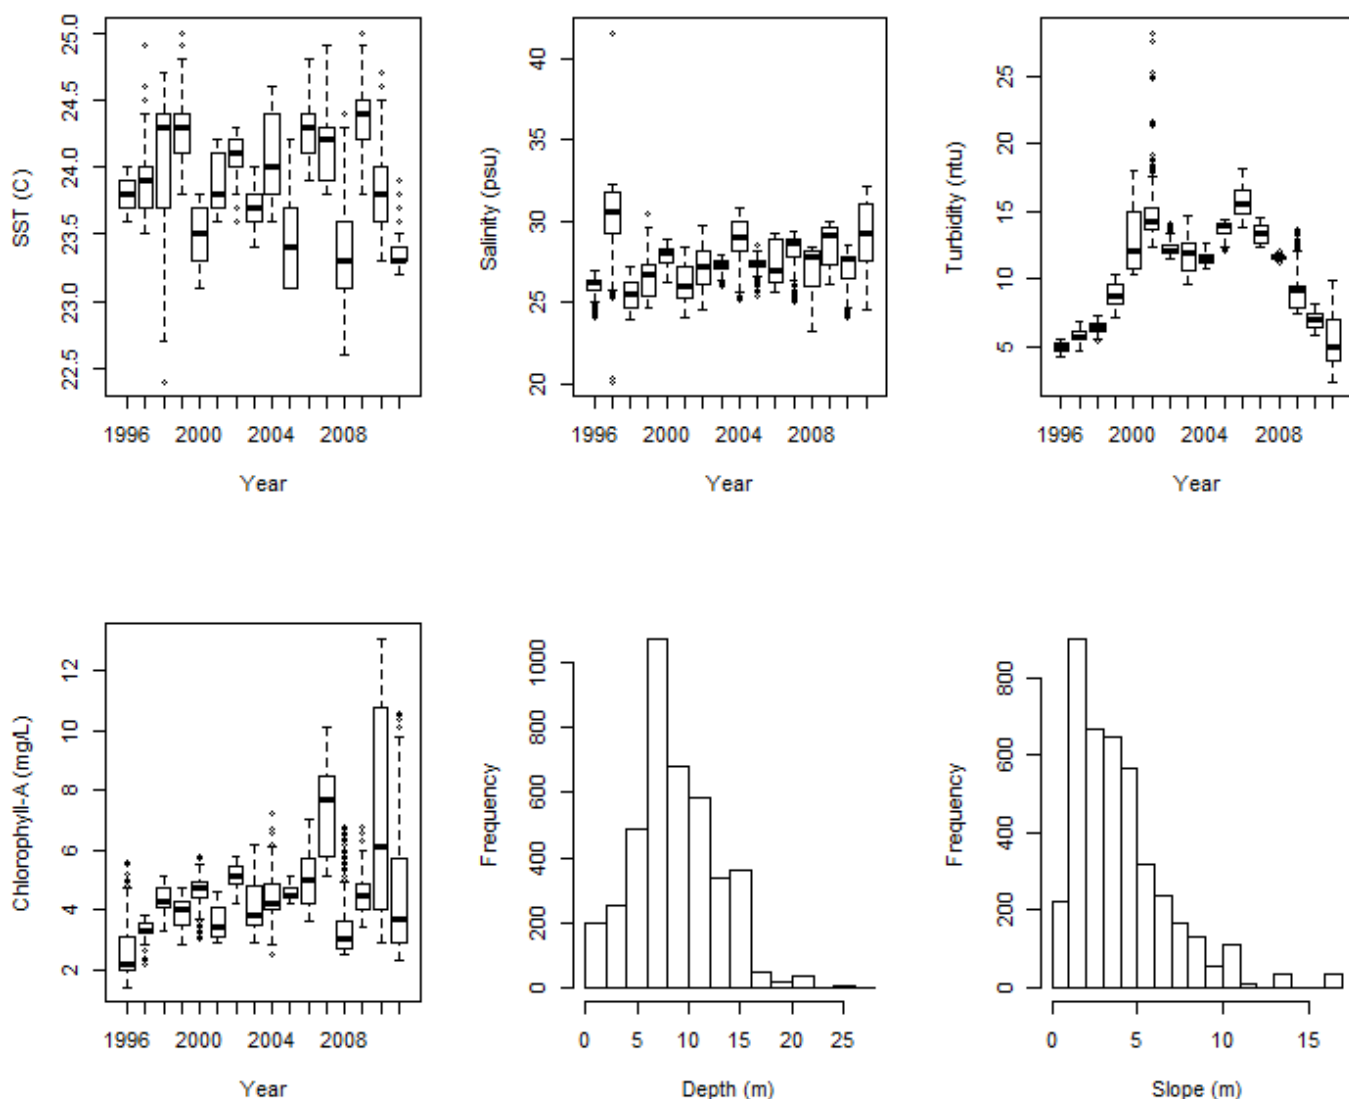 SST (C)
25.0
24.5
24.0
23.5
23.0
22.5
1996 2000 2004 2008
Year
Salinity (psu)
40
35
30
25
20
1996 2000 2004 2008
Year
Turbidity (ntu)
25
20
15
10
5
1996 2000 2004 2008
Year
Chlorophyll-A (mg/L)
12
10
8
6
4
2
1996 2000 2004 2008
Year
Frequency
1000
800
600
400
200
0
0 5 10 15 20 25
Depth (m)
Frequency
800
600
400
200
0
0 5 10 15
Slope (m)